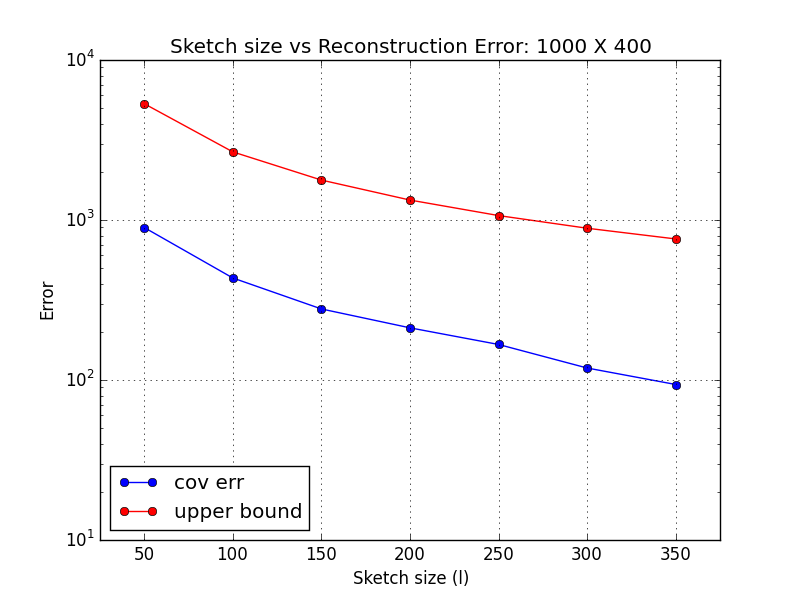 Sketch size vs Reconstruction Error: 1000 X 400
10^4
10^3
10^2
10^1
Error
cov err
upper bound
50 100 150 200 250 300 350
Sketch size (l)